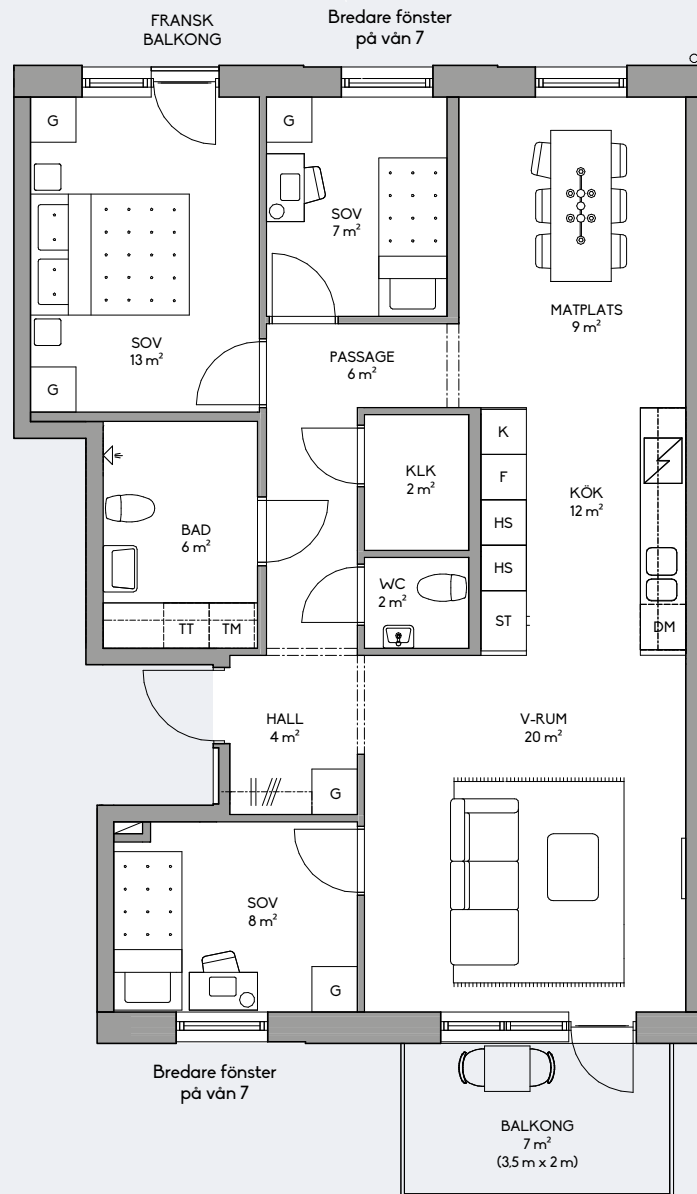 FRANSK
BALKONG
Bredare fönster
på vån 7
G
G
SOV
7 m²
MATPLATS
9 m²
SOV
13 m²
PASSAGE
6 m²
G
K
KLK
2 m²
F
KÖK
12 m²
HS
BAD
6 m²
HS
WC
2 m²
TT
TM
ST
DM
HALL
4 m²
V-RUM
20 m²
G
SOV
8 m²
G
Bredare fönster
på vån 7
BALKONG
7 m²
(3,5 m x 2 m)